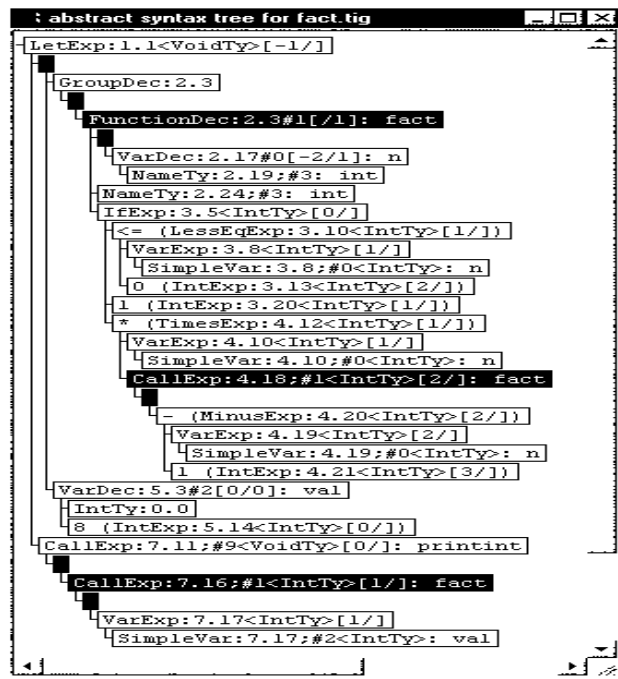 abstract syntax tree for fact.tig
LetExp:1.1<VoidTy>[-1/]
GroupDec:2.3
FunctionDec:2.3#1[/1]: fact
VarDec:2.17#0[-2/1]: n
NameTy:2.19;#3: int
NameTy:2.24;#3: int
IfExp:3.5<IntTy>[0/]
<= (LessEqExp:3.10<IntTy>[1/])
VarExp:3.8<IntTy>[1/]
SimpleVar:3.8;#0<IntTy>: n
0 (IntExp:3.13<IntTy>[2/])
1 (IntExp:3.20<IntTy>[1/])
* (TimesExp:4.12<IntTy>[1/])
VarExp:4.10<IntTy>[1/]
SimpleVar:4.10;#0<IntTy>: n
CallExp:4.18;#1<IntTy>[2/]: fact
- (MinusExp:4.20<IntTy>[2/])
VarExp:4.19<IntTy>[2/]
SimpleVar:4.19;#0<IntTy>: n
1 (IntExp:4.21<IntTy>[3/])
VarDec:5.3#2[0/0]: val
IntTy:0.0
8 (IntExp:5.14<IntTy>[0/])
CallExp:7.11;#9<VoidTy>[0/]: printint
CallExp:7.16;#1<IntTy>[1/]: fact
VarExp:7.17<IntTy>[1/]
SimpleVar:7.17;#2<IntTy>: val